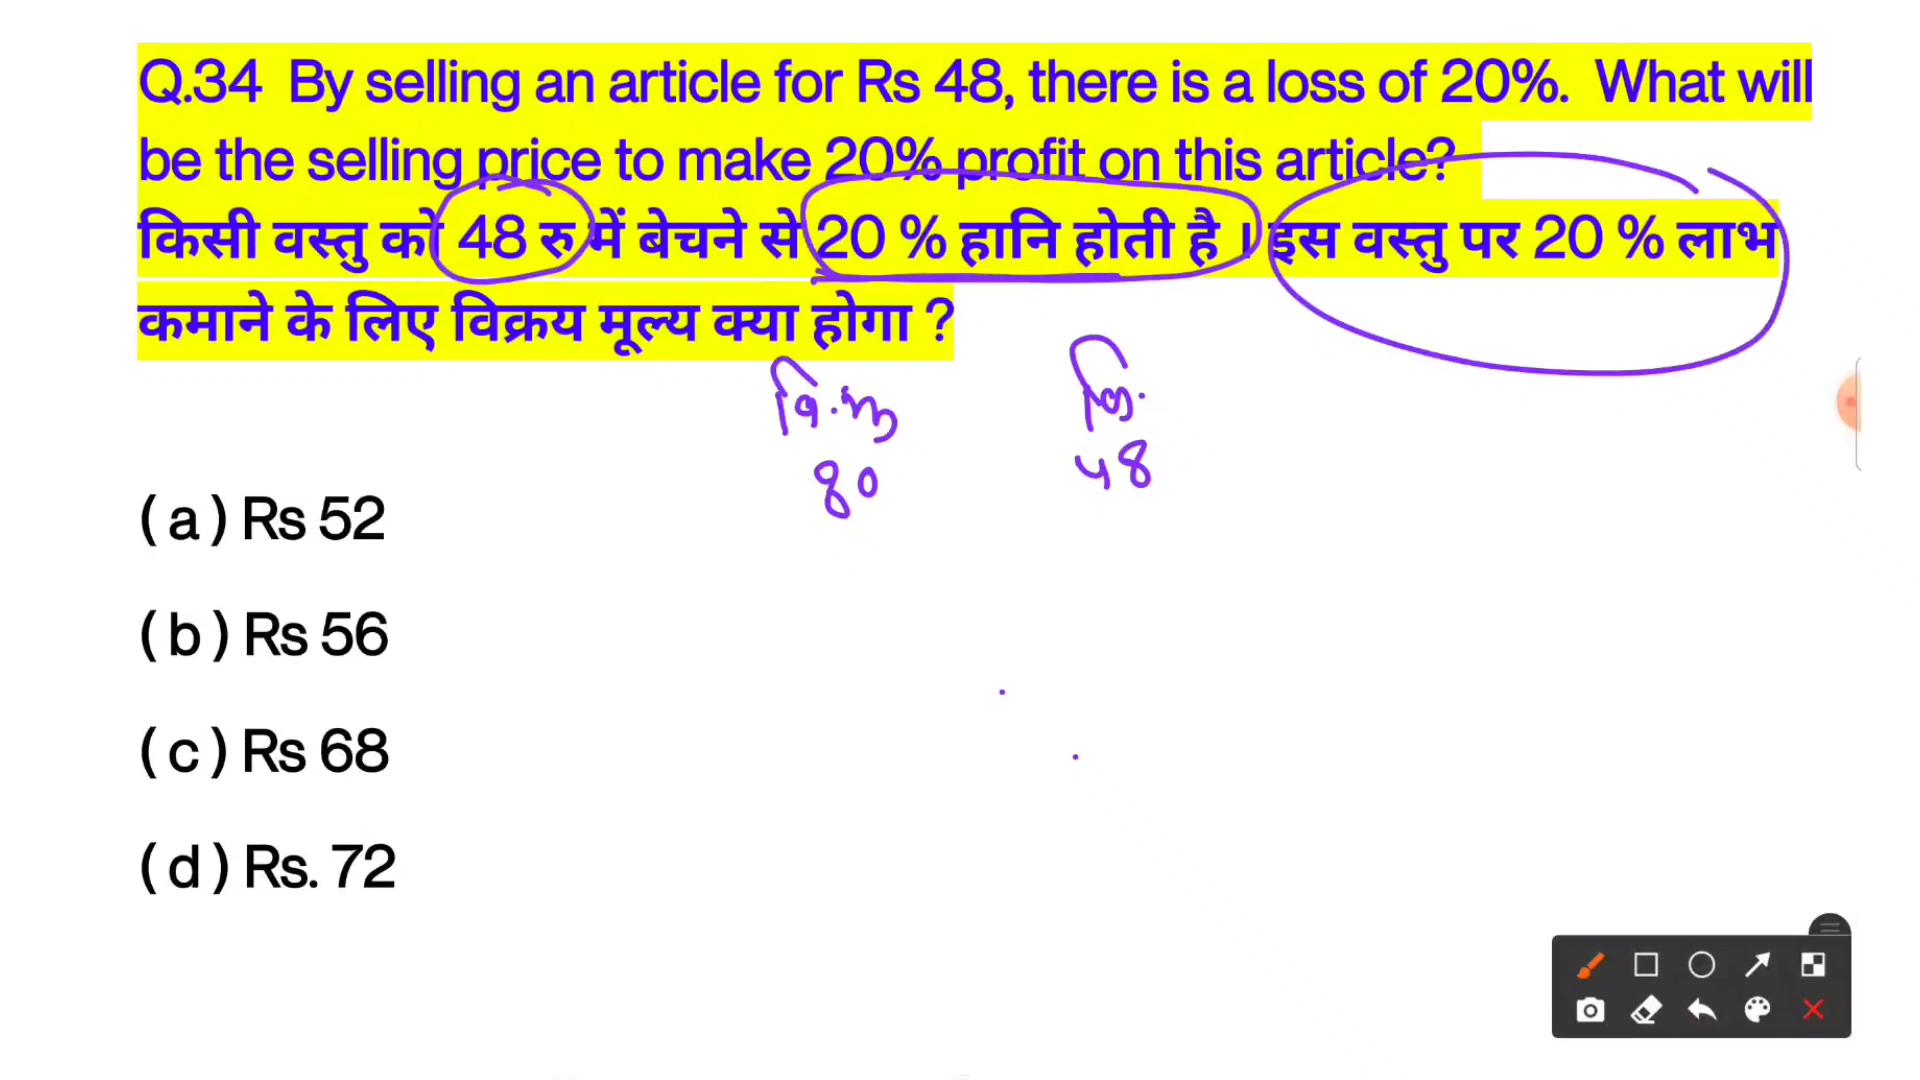 Q.34 By selling an article for Rs 48, there is a loss of 20%. What will
be the selling price to make 20% profit on this article?
किसी वस्तु को 48 रु में बेचने से 20 % हानि होती है । इस वस्तु पर 20 % लाभ
कमाने के लिए विक्रय मूल्य क्या होगा ?
वि.मू
80 48
( a ) Rs 52
( b ) Rs 56
( c ) Rs 68
( d ) Rs. 72